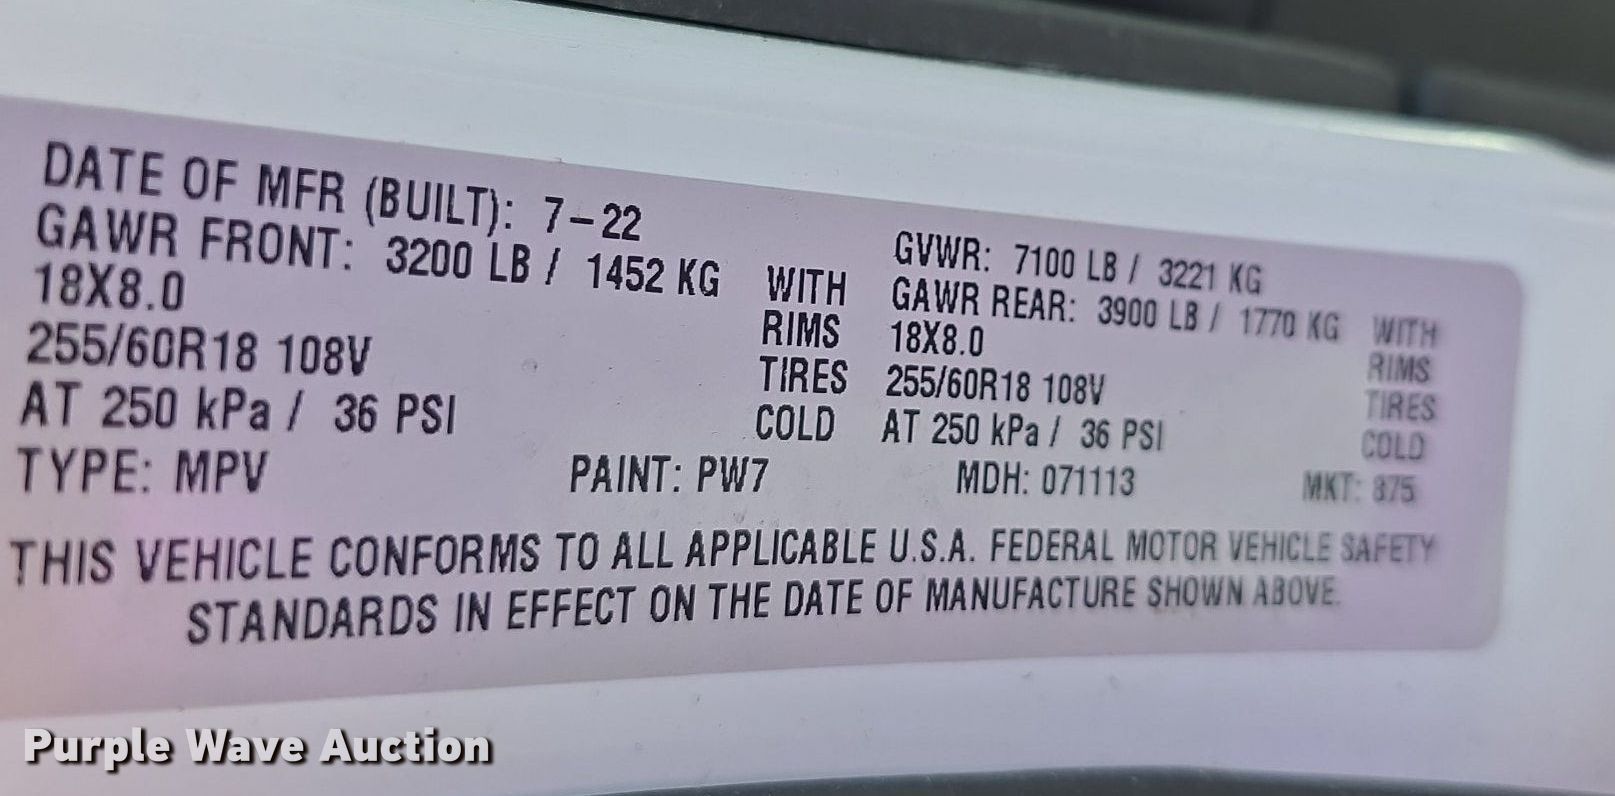 DATE OF MFR (BUILT): 7-22
GVWR: 7100 LB / 3221 KG
GAWR FRONT: 3200 LB / 1452 KG WITH GAWR REAR: 3900 LB / 1770 KG WITH
18X8.0 RIMS 18X8.0 RIMS
255/60R18 108V TIRES 255/60R18 108V TIRES
AT 250 kPa / 36 PSI COLD AT 250 kPa / 36 PSI COLD
TYPE: MPV PAINT: PW7 MDH: 071113 MKT: 875
THIS VEHICLE CONFORMS TO ALL APPLICABLE U.S.A. FEDERAL MOTOR VEHICLE SAFETY
STANDARDS IN EFFECT ON THE DATE OF MANUFACTURE SHOWN ABOVE.
Purple Wave Auction